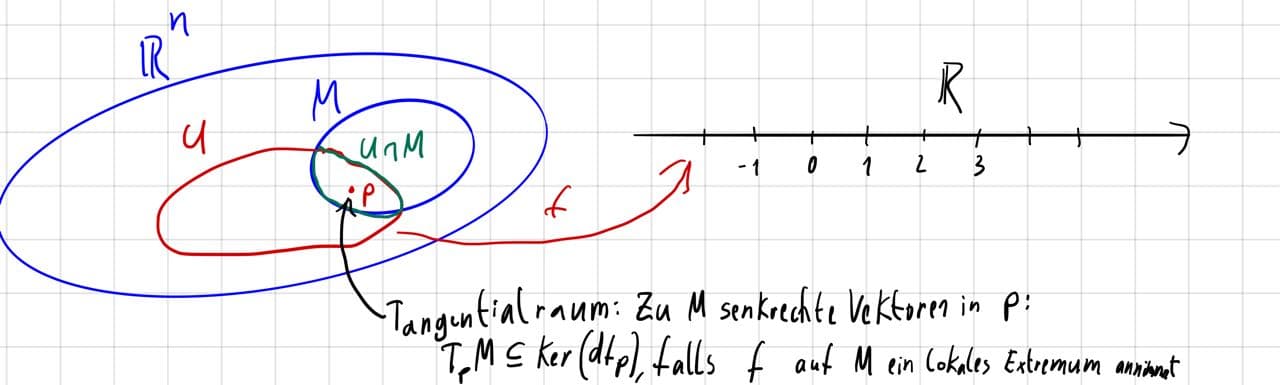 ℝⁿ
M
U
U∩M
p
f
ℝ
-1 0 1 2 3
Tangentialraum: Zu M senkrechte Vektoren in p:
TₚM ⊆ Ker(dfₚ), falls f auf M ein lokales Extremum annimmt